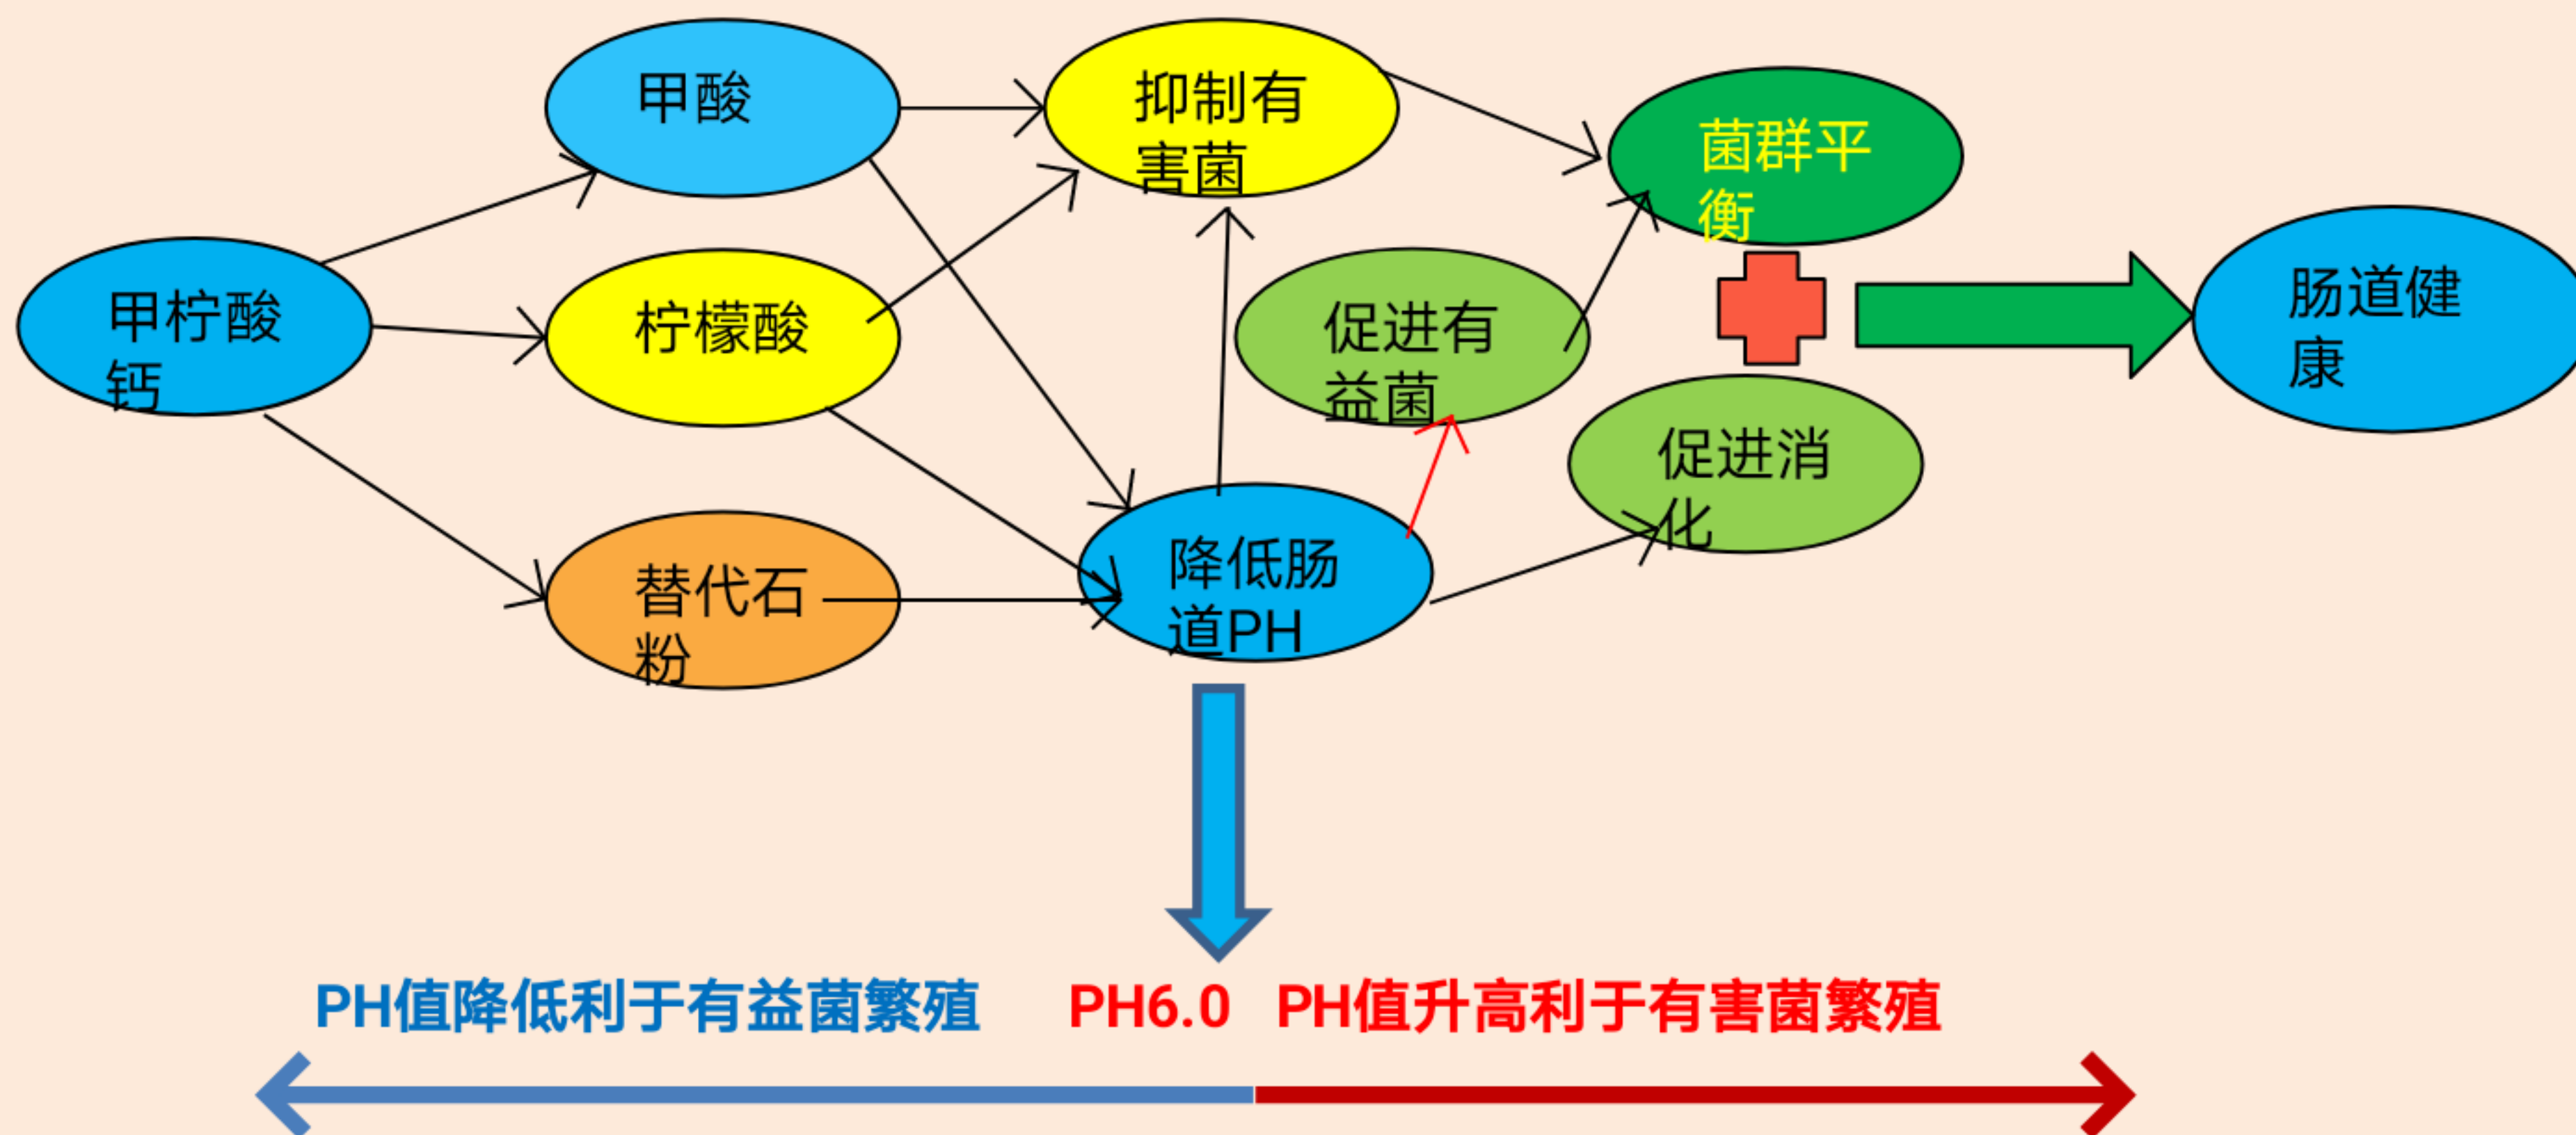 甲酸
抑制有
害菌
菌群平
衡
甲柠酸
钙
柠檬酸
促进有
益菌
肠道健
康
促进消
化
替代石
粉
降低肠
道PH
PH值降低利于有益菌繁殖
PH6.0
PH值升高利于有害菌繁殖